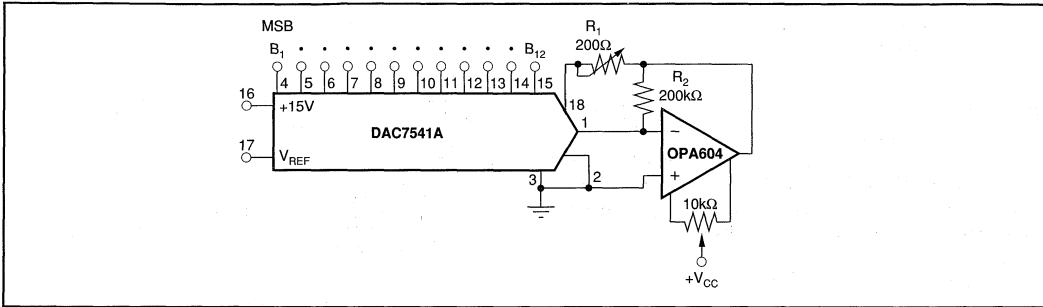 MSB
B1 · · · · · · · · · · B12
4 5 6 7 8 9 10 11 12 13 14 15
R1
200Ω
R2
200kΩ
16
+15V
18
1
DAC7541A
17
VREF
3
2
−
OPA604
+
10kΩ
+VCC